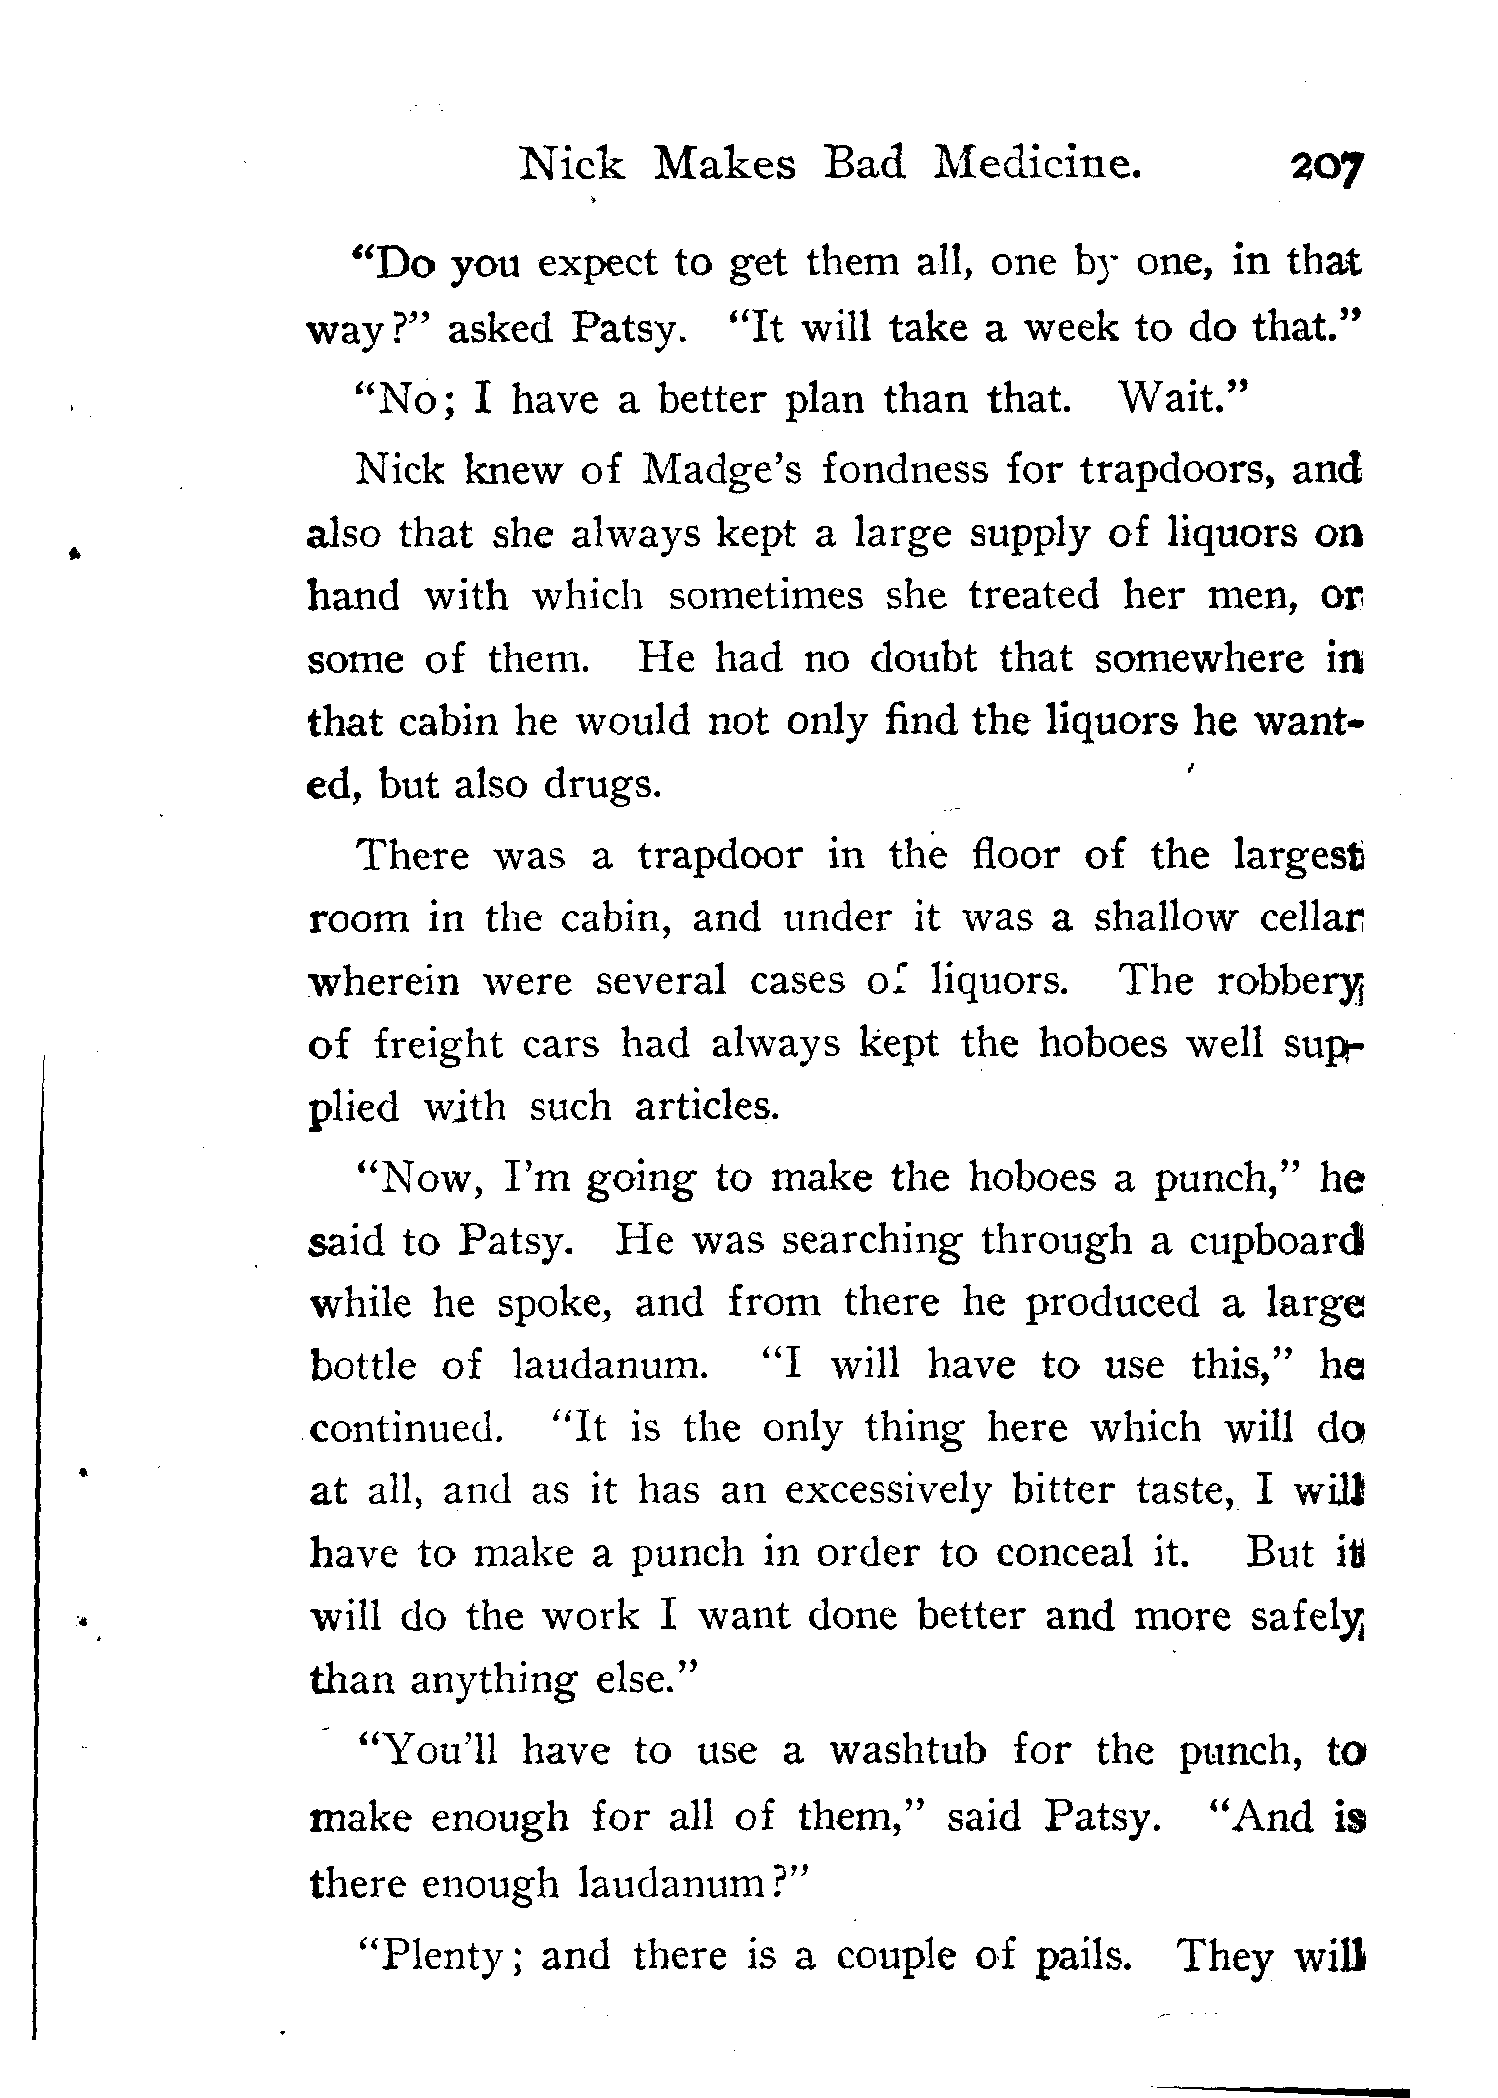 Nick Makes Bad Medicine. 207
“Do you expect to get them all, one by one, in that
way?” asked Patsy. “It will take a week to do that.”
“No; I have a better plan than that. Wait.”
Nick knew of Madge’s fondness for trapdoors, and
also that she always kept a large supply of liquors on
hand with which sometimes she treated her men, or
some of them. He had no doubt that somewhere in
that cabin he would not only find the liquors he want-
ed, but also drugs.
There was a trapdoor in the floor of the largest
room in the cabin, and under it was a shallow cellar
wherein were several cases of liquors. The robbery
of freight cars had always kept the hoboes well sup-
plied with such articles.
“Now, I’m going to make the hoboes a punch,” he
said to Patsy. He was searching through a cupboard
while he spoke, and from there he produced a large
bottle of laudanum. “I will have to use this,” he
continued. “It is the only thing here which will do
at all, and as it has an excessively bitter taste, I will
have to make a punch in order to conceal it. But it
will do the work I want done better and more safely
than anything else.”
“You’ll have to use a washtub for the punch, to
make enough for all of them,” said Patsy. “And is
there enough laudanum?”
“Plenty; and there is a couple of pails. They will